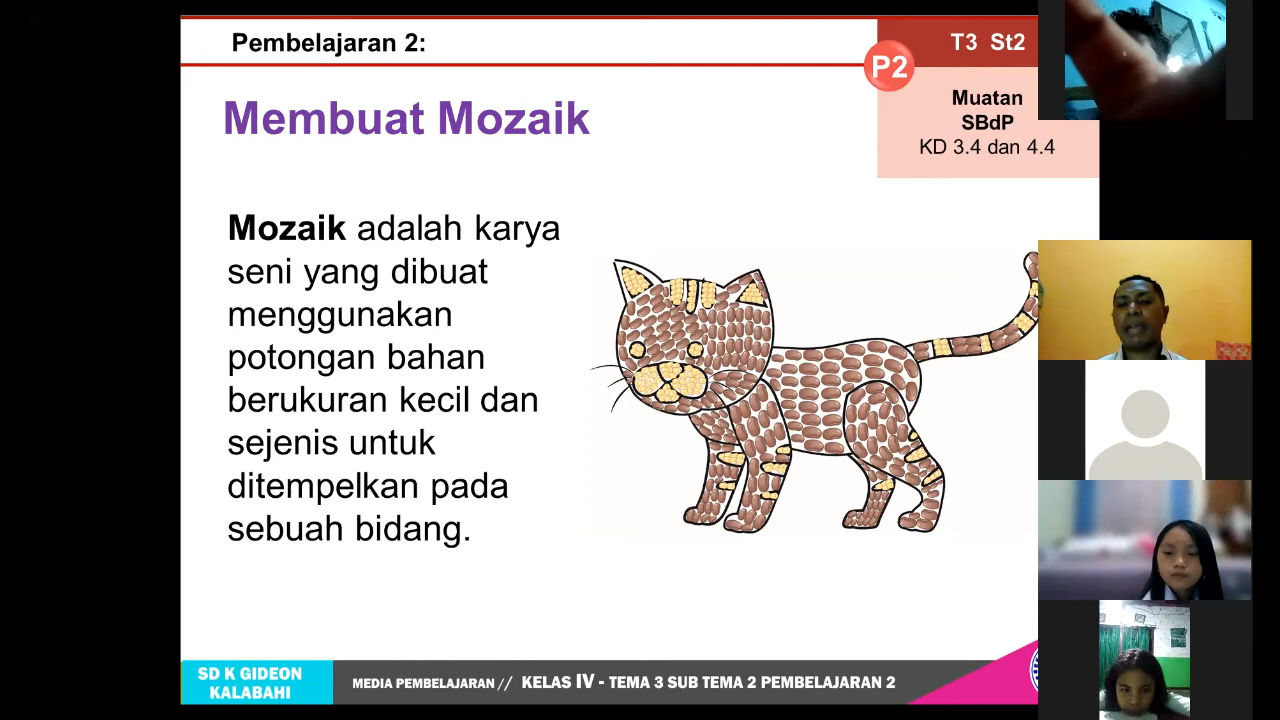 Pembelajaran 2:
T3 St2
P2
Muatan
SBdP
KD 3.4 dan 4.4
Membuat Mozaik
Mozaik adalah karya
seni yang dibuat
menggunakan
potongan bahan
berukuran kecil dan
sejenis untuk
ditempelkan pada
sebuah bidang.
SD K GIDEON
KALABAHI
MEDIA PEMBELAJARAN // KELAS IV - TEMA 3 SUB TEMA 2 PEMBELAJARAN 2